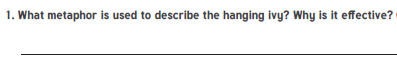 1. What metaphor is used to describe the hanging ivy? Why is it effective?